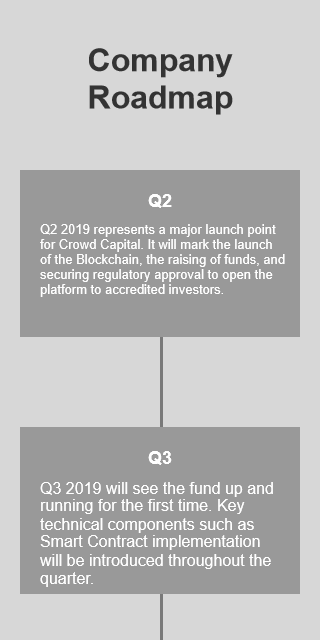 Company
Roadmap
Q2
Q2 2019 represents a major launch point
for Crowd Capital. It will mark the launch
of the Blockchain, the raising of funds, and
securing regulatory approval to open the
platform to accredited investors.
Q3
Q3 2019 will see the fund up and
running for the first time. Key
technical components such as
Smart Contract implementation
will be introduced throughout the
quarter.